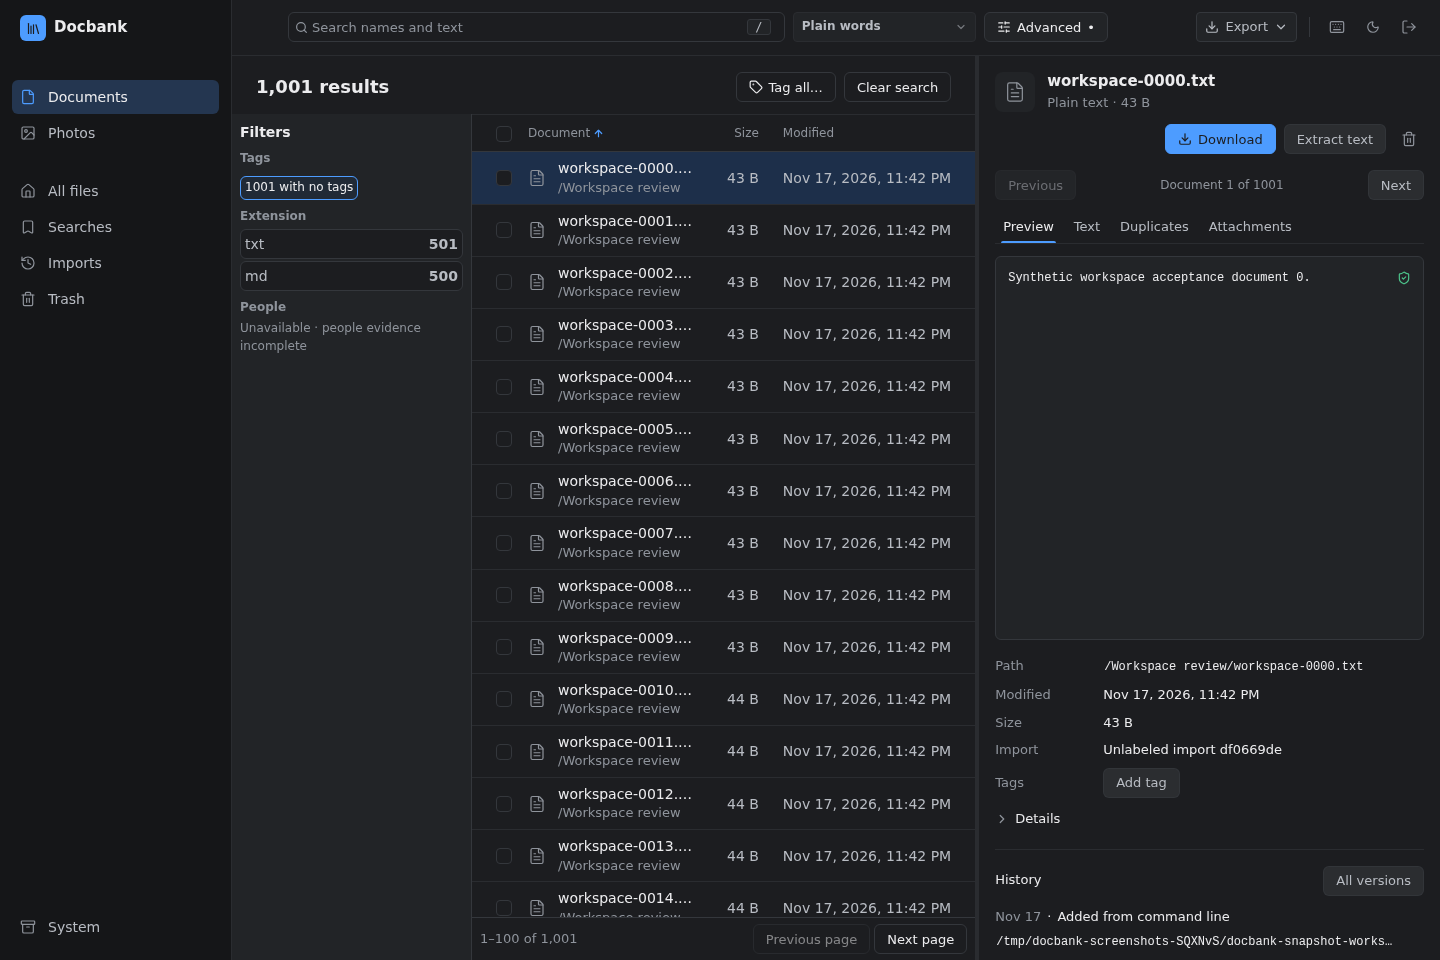 Docbank
Search names and text
/
Plain words
Advanced •
Export
Documents
Photos
All files
Searches
Imports
Trash
System
1,001 results
Tag all…
Clear search
Filters
Tags
1001 with no tags
Extension
txt 501
md 500
People
Unavailable · people evidence
incomplete
Document Size Modified
workspace-0000.… 43 B Nov 17, 2026, 11:42 PM
/Workspace review
workspace-0001.… 43 B Nov 17, 2026, 11:42 PM
/Workspace review
workspace-0002.… 43 B Nov 17, 2026, 11:42 PM
/Workspace review
workspace-0003.… 43 B Nov 17, 2026, 11:42 PM
/Workspace review
workspace-0004.… 43 B Nov 17, 2026, 11:42 PM
/Workspace review
workspace-0005.… 43 B Nov 17, 2026, 11:42 PM
/Workspace review
workspace-0006.… 43 B Nov 17, 2026, 11:42 PM
/Workspace review
workspace-0007.… 43 B Nov 17, 2026, 11:42 PM
/Workspace review
workspace-0008.… 43 B Nov 17, 2026, 11:42 PM
/Workspace review
workspace-0009.… 43 B Nov 17, 2026, 11:42 PM
/Workspace review
workspace-0010.… 44 B Nov 17, 2026, 11:42 PM
/Workspace review
workspace-0011.… 44 B Nov 17, 2026, 11:42 PM
/Workspace review
workspace-0012.… 44 B Nov 17, 2026, 11:42 PM
/Workspace review
workspace-0013.… 44 B Nov 17, 2026, 11:42 PM
/Workspace review
workspace-0014.… 44 B Nov 17, 2026, 11:42 PM
/Workspace review
1–100 of 1,001
Previous page
Next page
workspace-0000.txt
Plain text · 43 B
Download
Extract text
Previous
Document 1 of 1001
Next
Preview Text Duplicates Attachments
Synthetic workspace acceptance document 0.
Path /Workspace review/workspace-0000.txt
Modified Nov 17, 2026, 11:42 PM
Size 43 B
Import Unlabeled import df0669de
Tags Add tag
Details
History
All versions
Nov 17 · Added from command line
/tmp/docbank-screenshots-SQXNvS/docbank-snapshot-works…